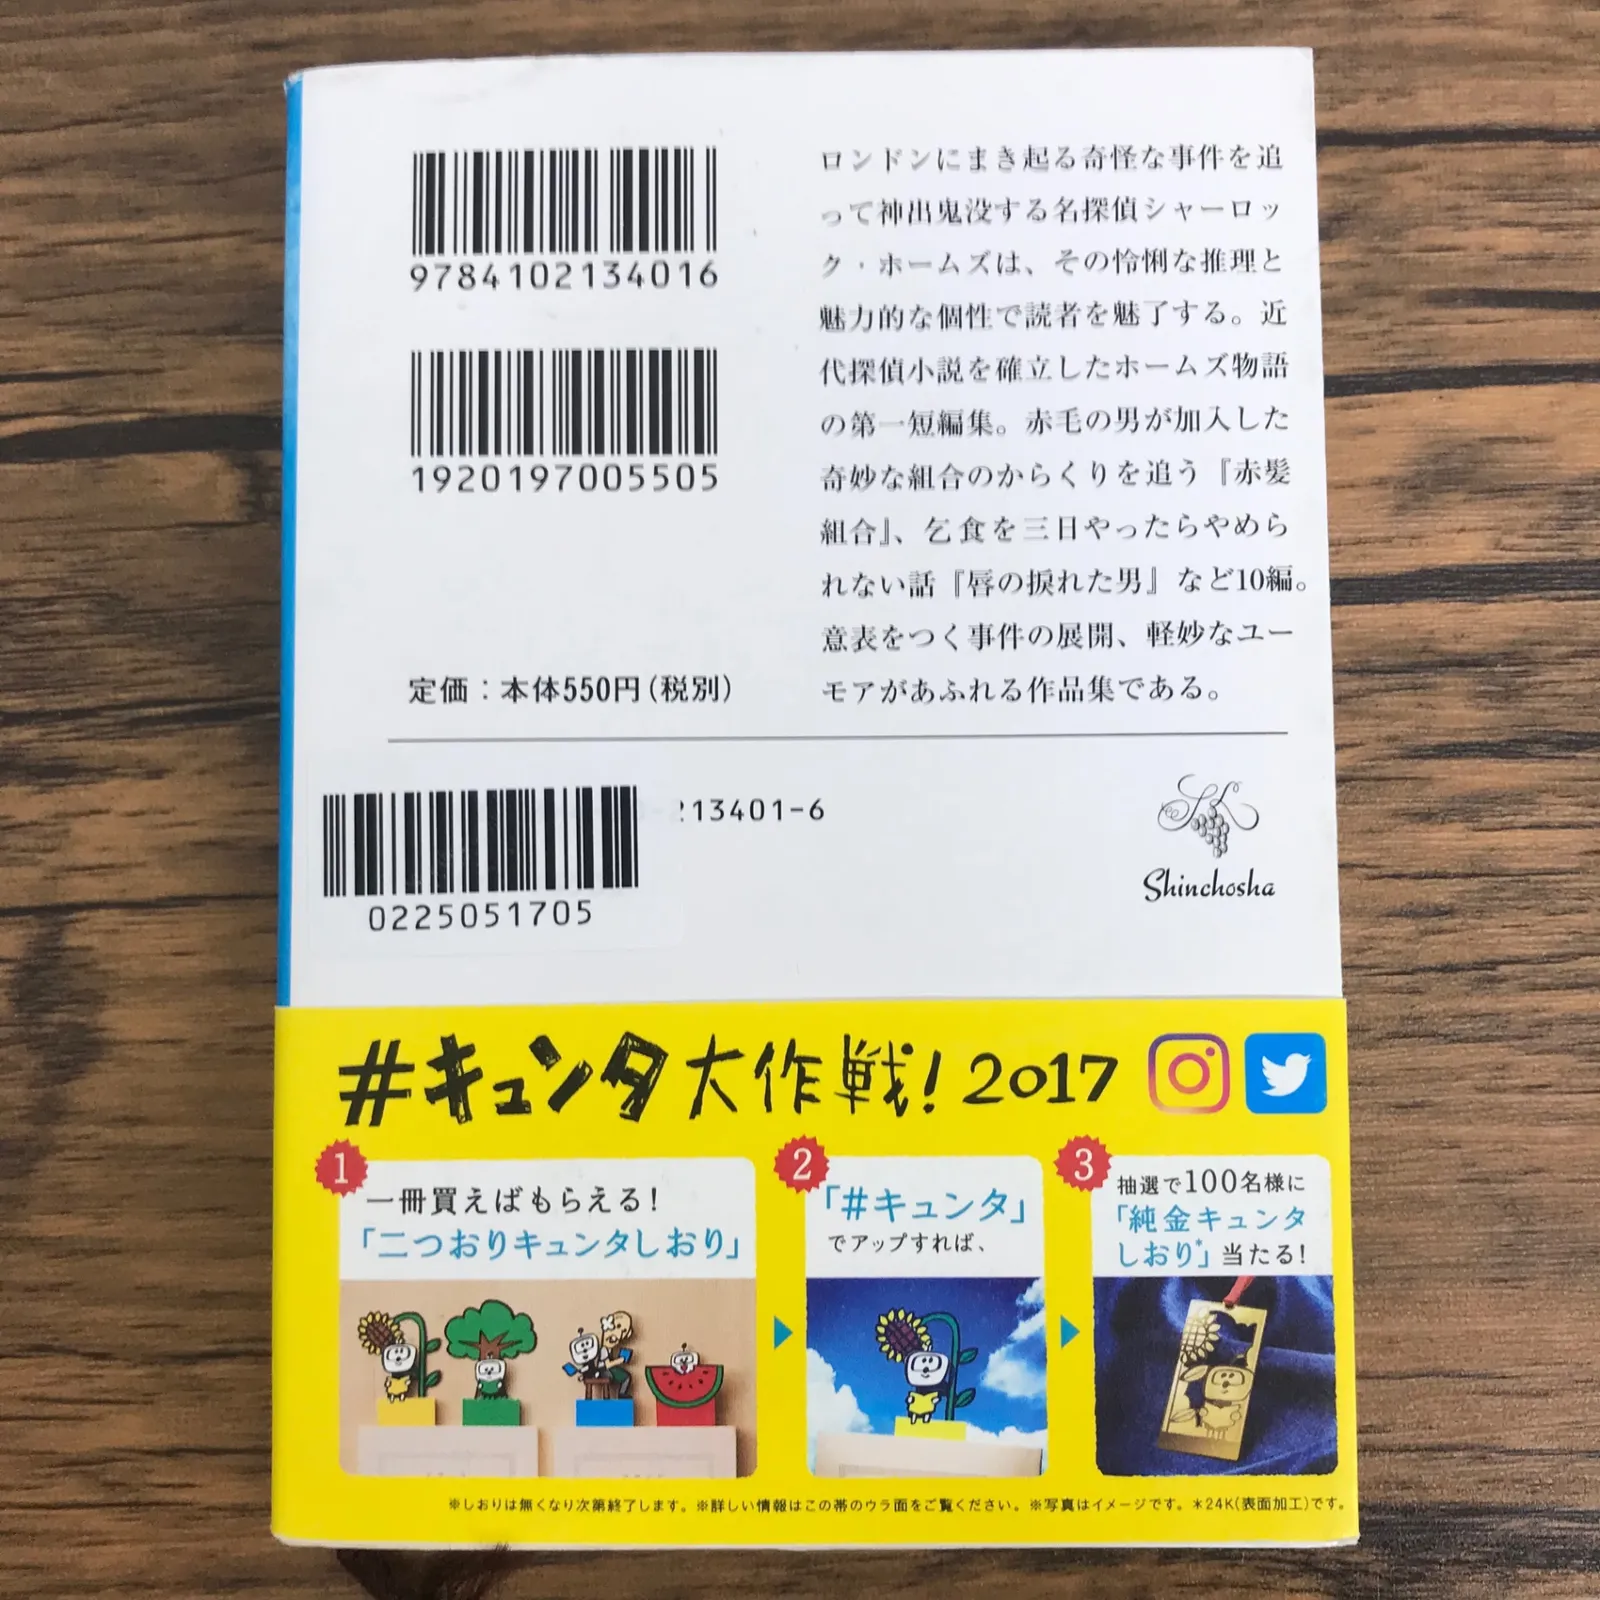 9784102134016
1920197005505
定価：本体550円(税別)
ロンドンにまき起る奇怪な事件を追
って神出鬼没する名探偵シャーロッ
ク・ホームズは、その怜悧な推理と
魅力的な個性で読者を魅了する。近
代探偵小説を確立したホームズ物語
の第一短編集。赤毛の男が加入した
奇妙な組合のからくりを追う『赤髪
組合』、乞食を三日やったらやめら
れない話『唇の捩れた男』など10編。
意表をつく事件の展開、軽妙なユー
モアがあふれる作品集である。
13401-6
0225051705
Shinchosha
#キュンタ大作戦！2017
1
一冊買えばもらえる！
「二つおりキュンタしおり」
2
「#キュンタ」
でアップすれば、
3
抽選で100名様に
「純金キュンタ
しおり*」当たる！
※しおりは無くなり次第終了します。※詳しい情報はこの帯のウラ面をご覧ください。※写真はイメージです。＊24K(表面加工)です。